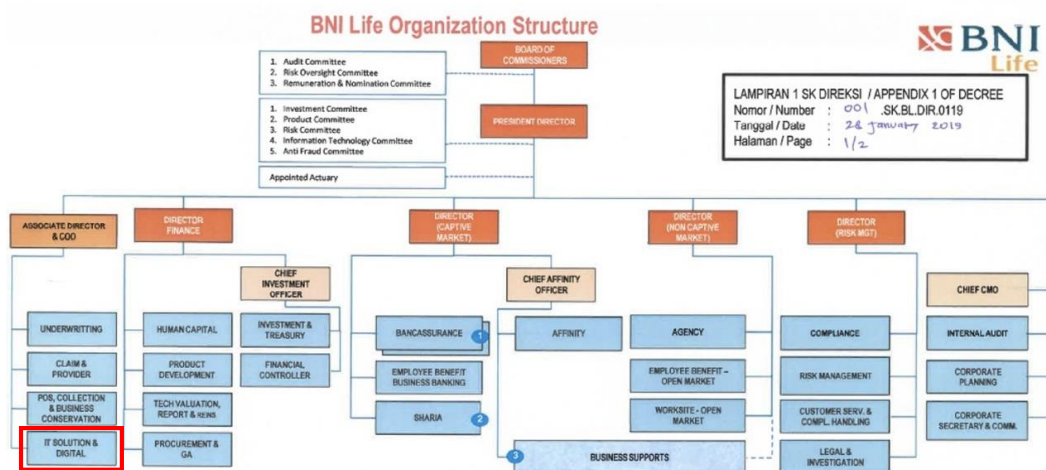 BNI Life Organization Structure
BNI
Life
BOARD OF
COMMISSIONERS
1. Audit Committee
2. Risk Oversight Committee
3. Remuneration & Nomination Committee
1. Investment Committee
2. Product Committee
3. Risk Committee
4. Information Technology Committee
5. Anti Fraud Committee
PRESIDENT DIRECTOR
Appointed Actuary
LAMPIRAN 1 SK DIREKSI / APPENDIX 1 OF DECREE
Nomor / Number : 001 .SK.BL.DIR.0119
Tanggal / Date : 28 January 2019
Halaman / Page : 1/2
ASSOCIATE DIRECTOR
& COO
DIRECTOR
FINANCE
DIRECTOR
(CAPTIVE
MARKET)
DIRECTOR
(NON CAPTIVE
MARKET)
DIRECTOR
(RISK MGT)
CHIEF
INVESTMENT
OFFICER
CHIEF AFFINITY
OFFICER
CHIEF CMO
UNDERWRITTING
HUMAN CAPITAL
INVESTMENT &
TREASURY
BANCASSURANCE
1
AFFINITY
AGENCY
COMPLIANCE
INTERNAL AUDIT
CLAIM &
PROVIDER
PRODUCT
DEVELOPMENT
FINANCIAL
CONTROLLER
EMPLOYEE BENEFIT
BUSINESS BANKING
EMPLOYEE BENEFIT –
OPEN MARKET
RISK MANAGEMENT
CORPORATE
PLANNING
POS, COLLECTION
& BUSINESS
CONSERVATION
TECH VALUATION,
REPORT & REINS
SHARIA
2
WORKSITE - OPEN
MARKET
CUSTOMER SERV. &
COMPL. HANDLING
CORPORATE
SECRETARY & COMM.
IT SOLUTION &
DIGITAL
PROCUREMENT &
GA
3
BUSINESS SUPPORTS
LEGAL &
INVESTIGATION